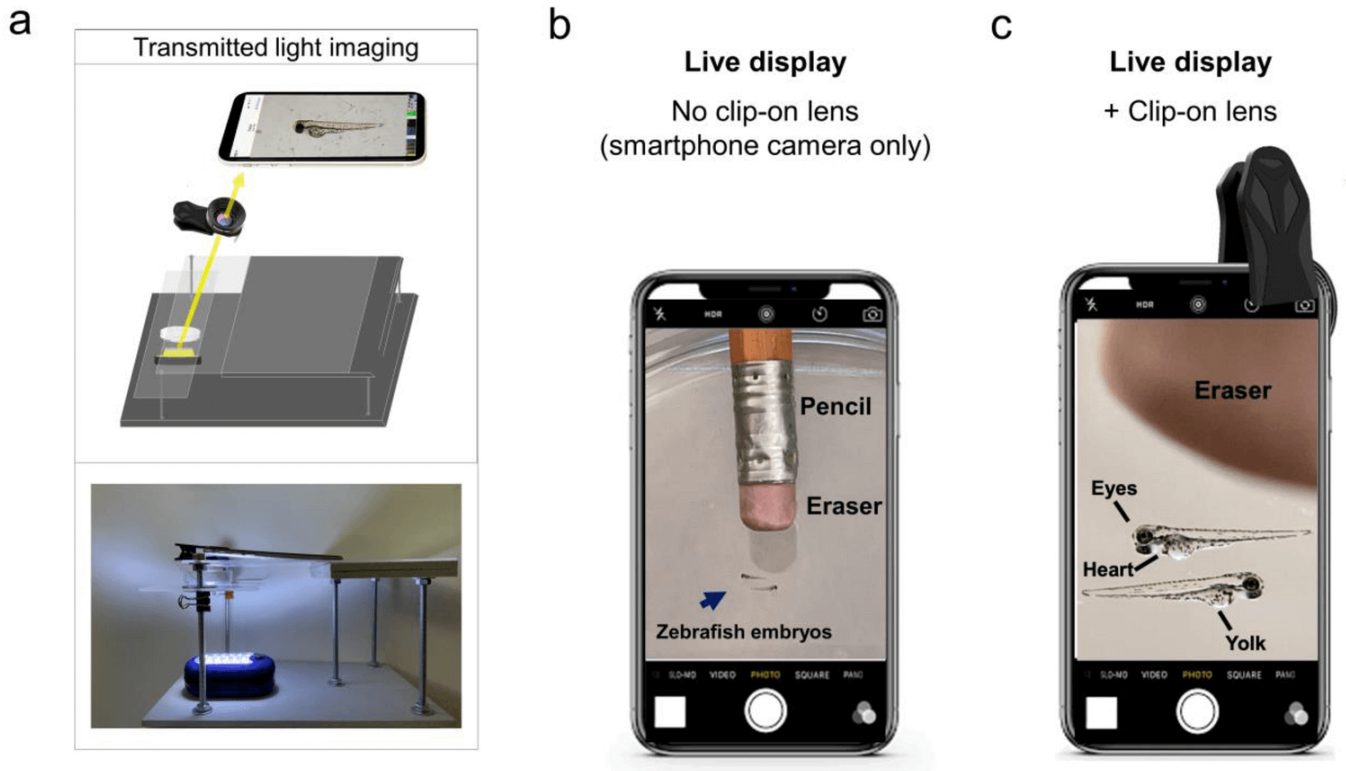 a
Transmitted light imaging
b
Live display
No clip-on lens
(smartphone camera only)
HDR
Pencil
Eraser
Zebrafish embryos
SLO-MO VIDEO PHOTO SQUARE PANO
c
Live display
+ Clip-on lens
HDR
Eraser
Eyes
Heart
Yolk
SLO-MO VIDEO PHOTO SQUARE PANO